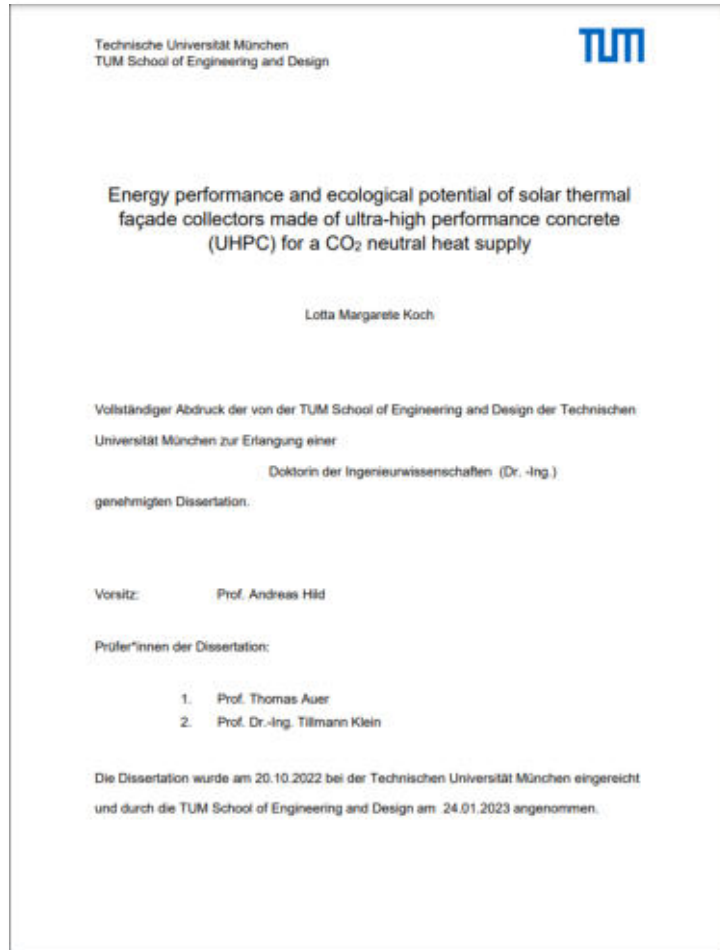 Technische Universität München
TUM School of Engineering and Design
TUM
Energy performance and ecological potential of solar thermal
façade collectors made of ultra-high performance concrete
(UHPC) for a CO₂ neutral heat supply
Lotta Margarete Koch
Vollständiger Abdruck der von der TUM School of Engineering and Design der Technischen
Universität München zur Erlangung einer
Doktorin der Ingenieurwissenschaften (Dr. -Ing.)
genehmigten Dissertation.
Vorsitz: Prof. Andreas Hild
Prüfer*innen der Dissertation:
1. Prof. Thomas Auer
2. Prof. Dr.-Ing. Tillmann Klein
Die Dissertation wurde am 20.10.2022 bei der Technischen Universität München eingereicht
und durch die TUM School of Engineering and Design am 24.01.2023 angenommen.